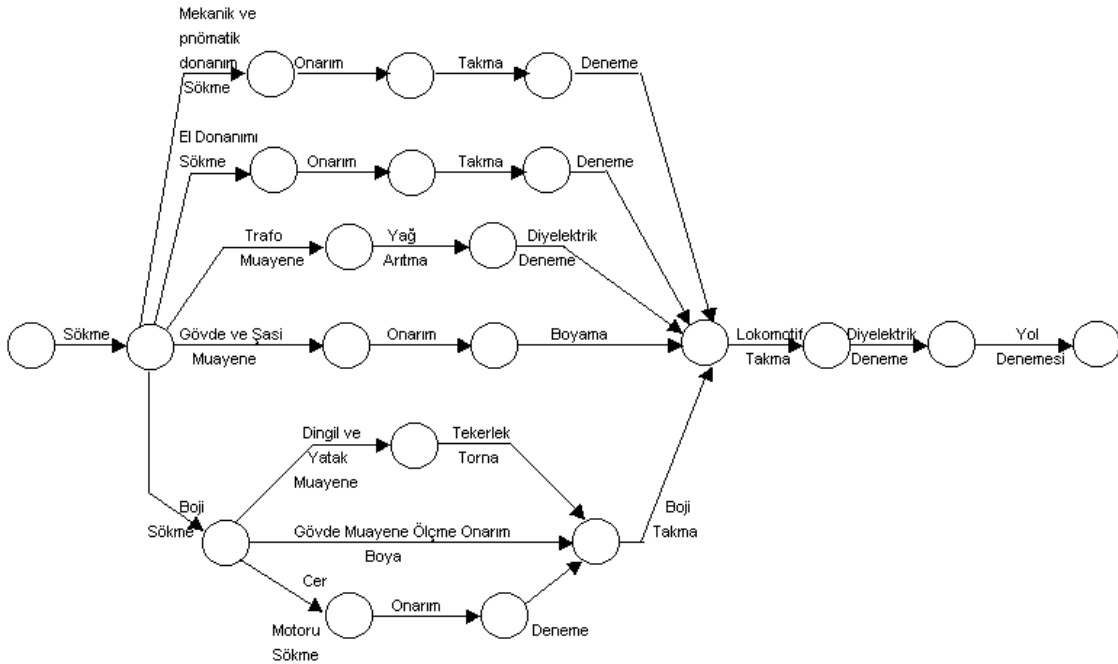 Mekanik ve
pnömatik
donanım
Sökme
Onarım
Takma
Deneme
El Donanımı
Sökme
Onarım
Takma
Deneme
Trafo
Muayene
Yağ
Arıtma
Diyelektrik
Deneme
Sökme
Gövde ve Şasi
Muayene
Onarım
Boyama
Lokomotif
Takma
Diyelektrik
Deneme
Yol
Denemesi
Boji
Sökme
Dingil ve
Yatak
Muayene
Tekerlek
Torna
Gövde Muayene Ölçme Onarım
Boya
Boji
Takma
Cer
Motoru
Sökme
Onarım
Deneme